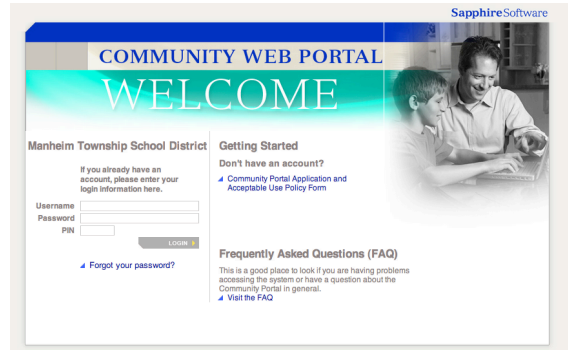 SapphireSoftware
COMMUNITY WEB PORTAL
WELCOME
Manheim Township School District
If you already have an
account, please enter your
login information here.
Username
Password
PIN
LOGIN
Forgot your password?
Getting Started
Don't have an account?
Community Portal Application and
Acceptable Use Policy Form
Frequently Asked Questions (FAQ)
This is a good place to look if you are having problems
accessing the system or have a question about the
Community Portal in general.
Visit the FAQ